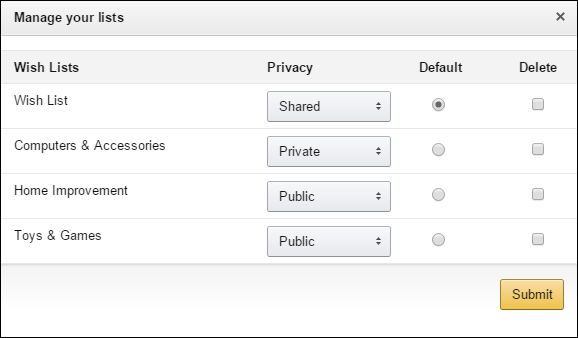 Manage your lists ×
Wish Lists Privacy Default Delete
Wish List Shared
Computers & Accessories Private
Home Improvement Public
Toys & Games Public
Submit